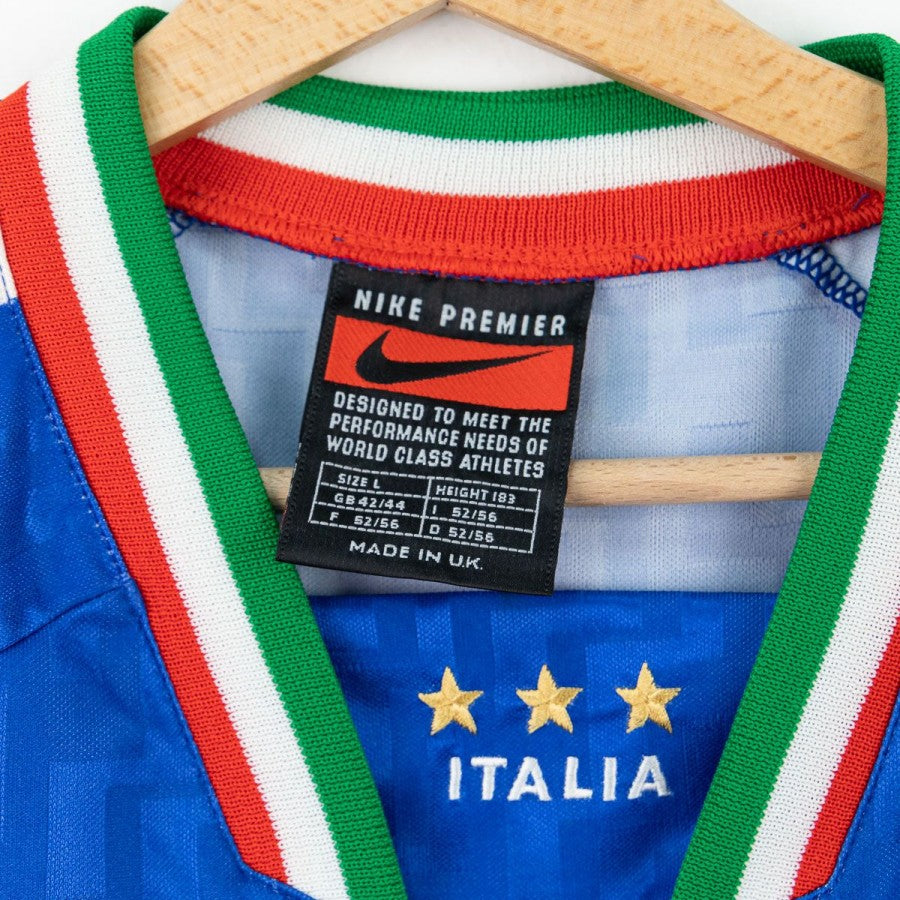 NIKE PREMIER
DESIGNED TO MEET THE
PERFORMANCE NEEDS OF
WORLD CLASS ATHLETES
SIZE L HEIGHT 183
GB 42/44 I 52/56
F 52/56 D 52/56
MADE IN U.K.
ITALIA